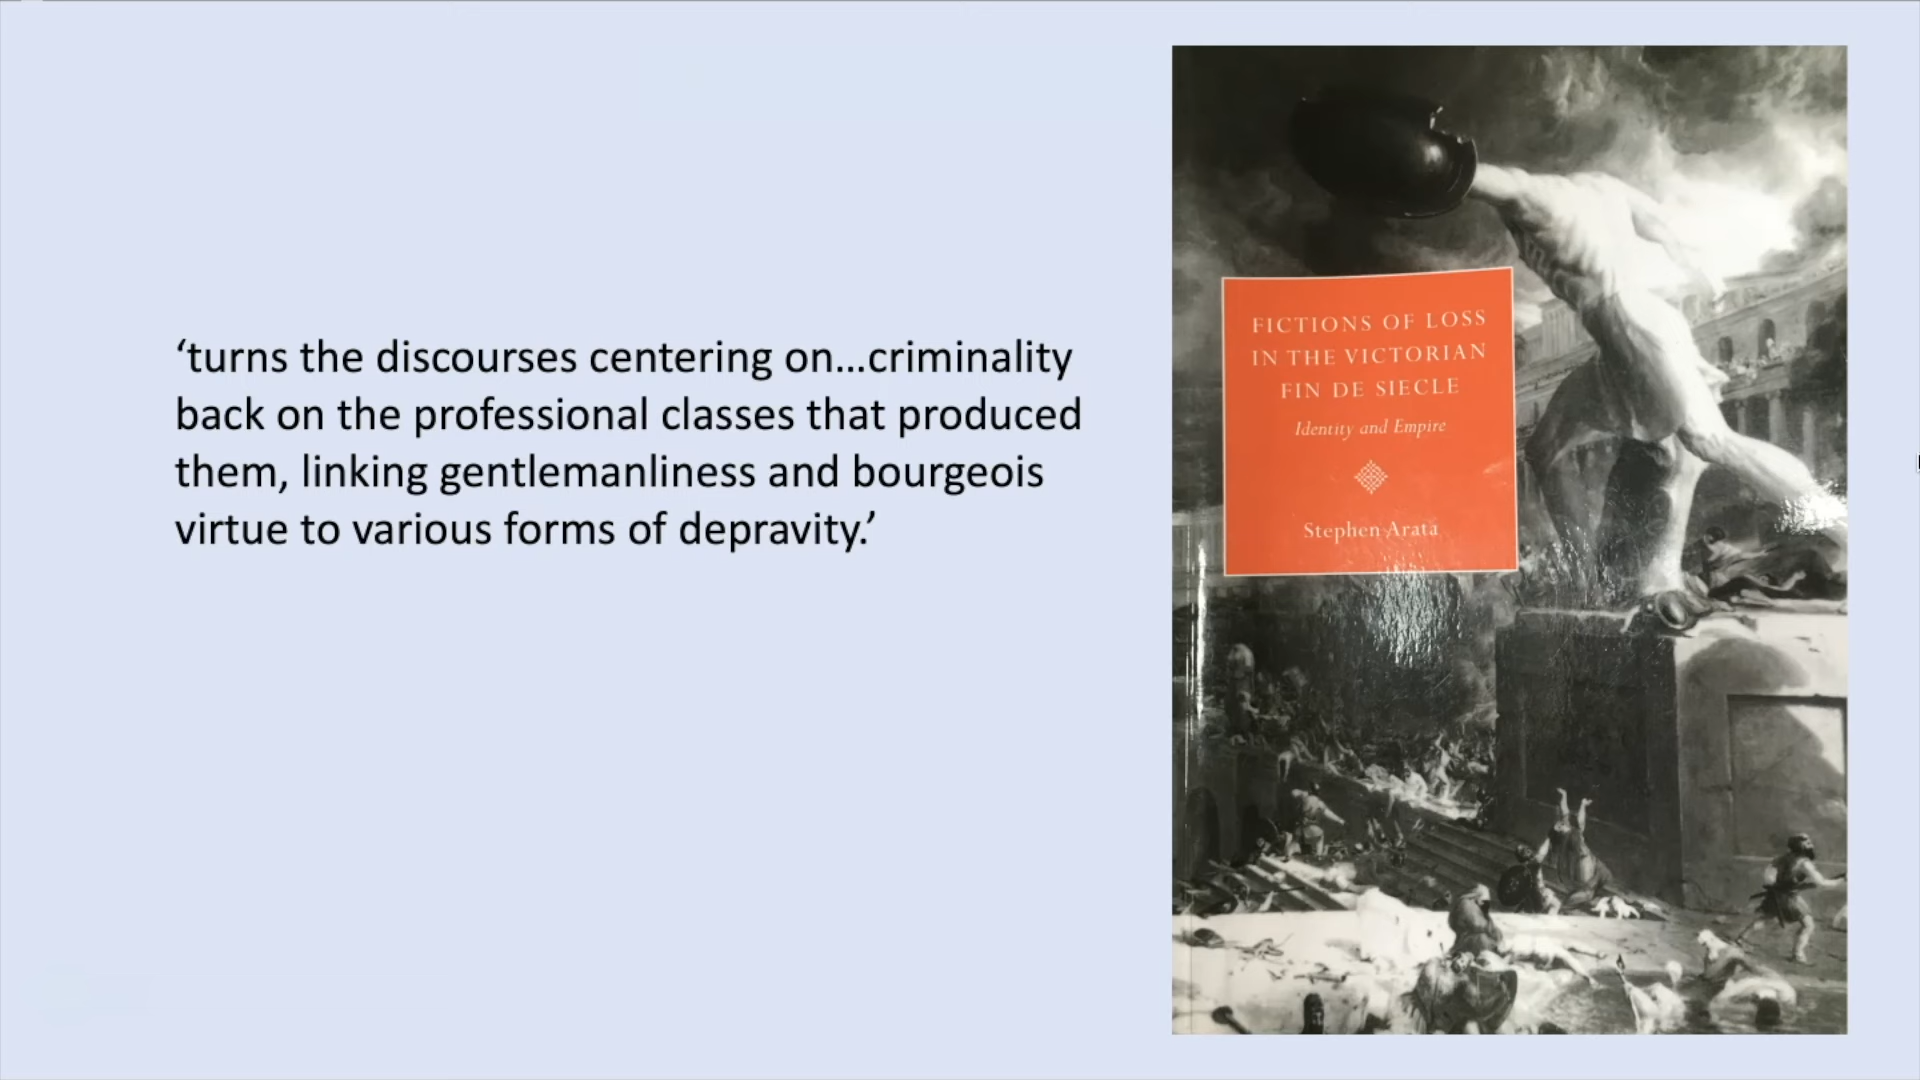 ‘turns the discourses centering on...criminality
back on the professional classes that produced
them, linking gentlemanliness and bourgeois
virtue to various forms of depravity.’
FICTIONS OF LOSS
IN THE VICTORIAN
FIN DE SIECLE
Identity and Empire
Stephen Arata